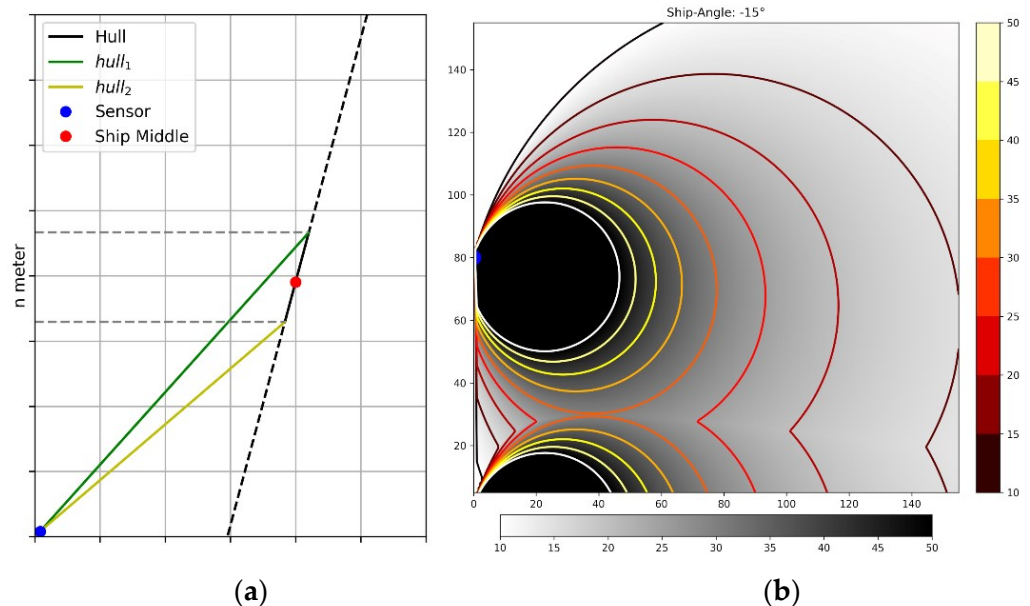 Hull
hull₁
hull₂
Sensor
Ship Middle
n meter
(a)
Ship-Angle: -15°
140
120
100
80
60
40
20
0 20 40 60 80 100 120 140
50
45
40
35
30
25
20
15
10
10 15 20 25 30 35 40 45 50
(b)